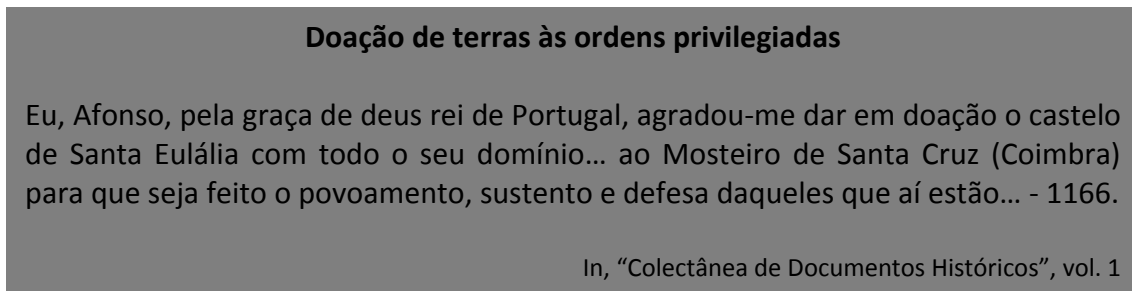 Doação de terras às ordens privilegiadas
Eu, Afonso, pela graça de deus rei de Portugal, agradou-me dar em doação o castelo
de Santa Eulália com todo o seu domínio... ao Mosteiro de Santa Cruz (Coimbra)
para que seja feito o povoamento, sustento e defesa daqueles que aí estão... - 1166.
In, “Colectânea de Documentos Históricos”, vol. 1